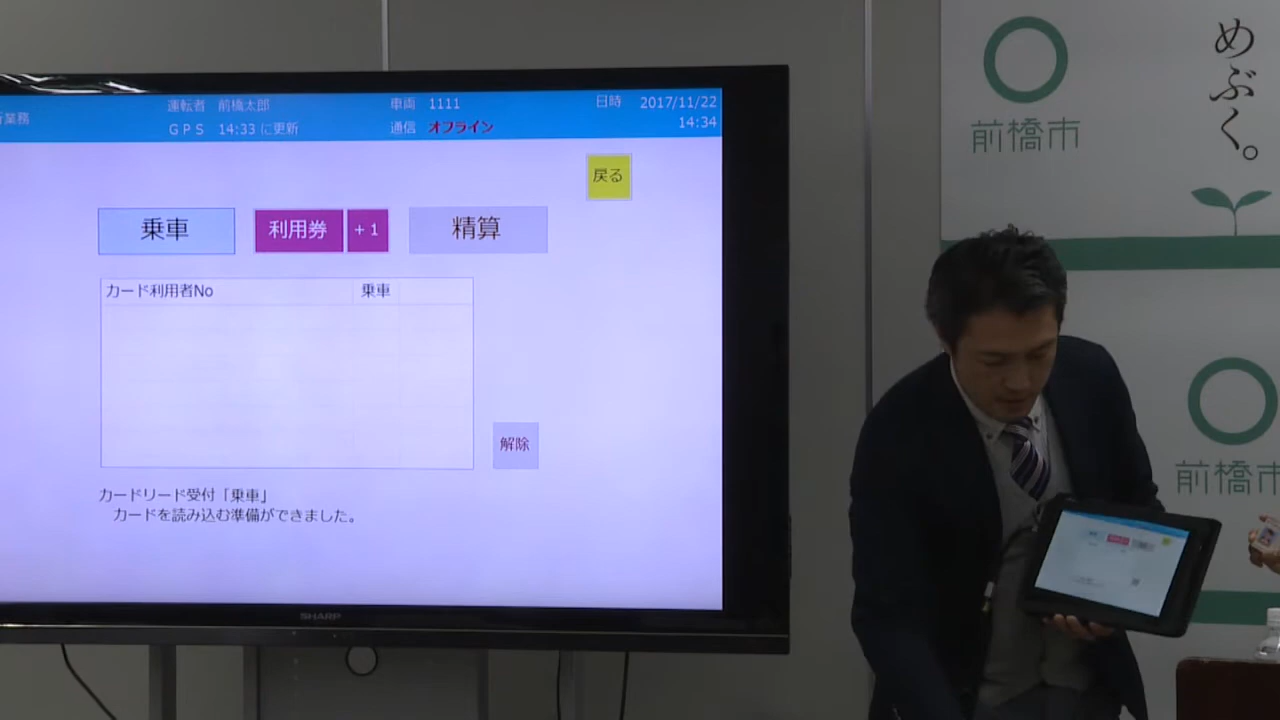 行業務
運転者 前橋太郎
車両 1111
日時 2017/11/22
GPS 14:33 に更新
通信 オフライン
14:34
戻る
乗車
利用券
+1
精算
カード利用者No
乗車
解除
カードリード受付「乗車」
カードを読み込む準備ができました。
SHARP
前橋市
めぶく。
前橋市